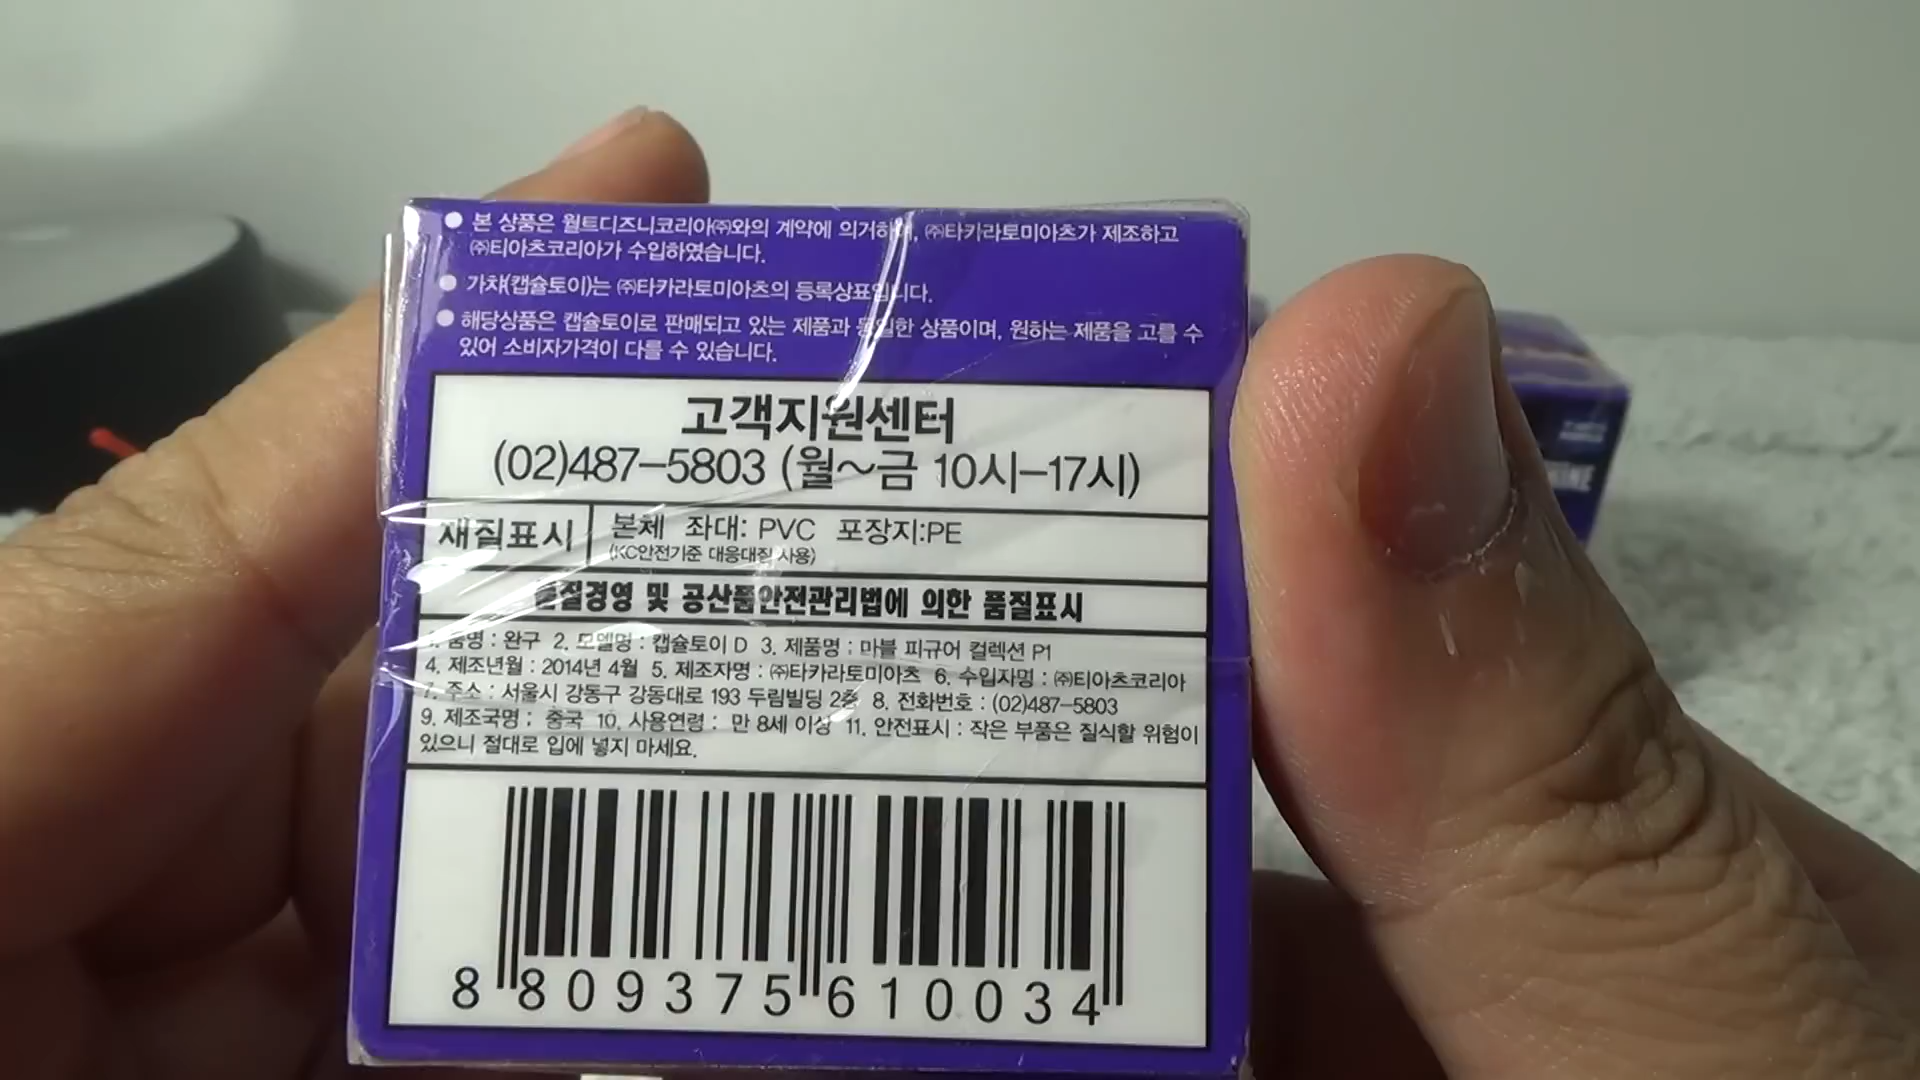 본 상품은 월트디즈니코리아㈜와의 계약에 의거하여, ㈜타카라토미아츠가 제조하고
㈜티아츠코리아가 수입하였습니다.
가챠(캡슐토이)는 ㈜타카라토미아츠의 등록상표입니다.
해당상품은 캡슐토이로 판매되고 있는 제품과 동일한 상품이며, 원하는 제품을 고를 수
있어 소비자가격이 다를 수 있습니다.
고객지원센터
(02)487-5803 (월~금 10시-17시)
재질표시
본체 좌대: PVC 포장지:PE
(KC안전기준 대응대질 사용)
품질경영 및 공산품안전관리법에 의한 품질표시
1. 품명 : 완구 2. 모델명 : 캡슐토이 D 3. 제품명 : 마블 피규어 컬렉션 P1
4. 제조년월 : 2014년 4월 5. 제조자명 : ㈜타카라토미아츠 6. 수입자명 : ㈜티아츠코리아
7. 주소 : 서울시 강동구 강동대로 193 두림빌딩 2층 8. 전화번호 : (02)487-5803
9. 제조국명 : 중국 10. 사용연령 : 만 8세 이상 11. 안전표시 : 작은 부품은 질식할 위험이
있으니 절대로 입에 넣지 마세요.
8 809375 610034